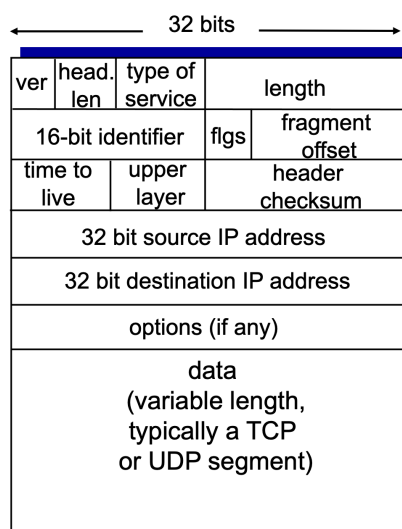 32 bits
ver
head.
len
type of
service
length
16-bit identifier
flgs
fragment
offset
time to
live
upper
layer
header
checksum
32 bit source IP address
32 bit destination IP address
options (if any)
data
(variable length,
typically a TCP
or UDP segment)